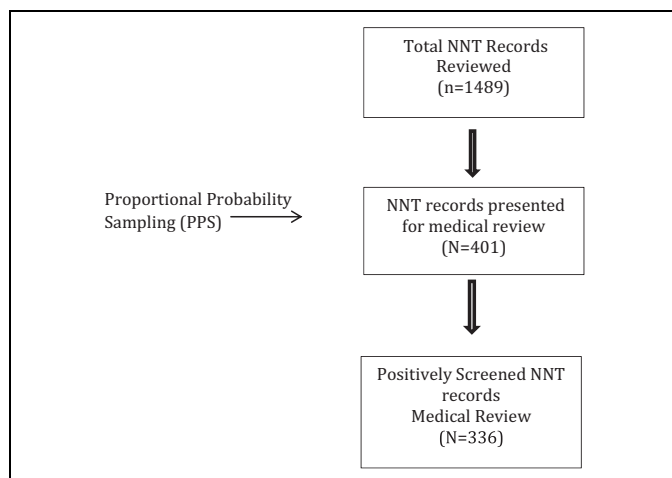 Total NNT Records
Reviewed
(n=1489)
Proportional Probability
Sampling (PPS)
NNT records presented
for medical review
(N=401)
Positively Screened NNT
records
Medical Review
(N=336)